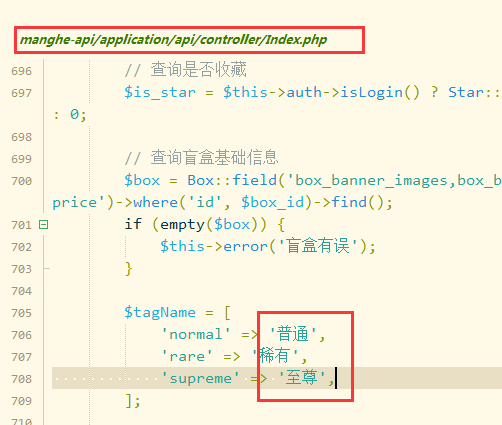 manghe-api/application/api/controller/Index.php
696 // 查询是否收藏
697 $is_star = $this->auth->isLogin() ? Star::
: 0;
698
699 // 查询盲盒基础信息
700 $box = Box::field('box_banner_images,box_b
price')->where('id', $box_id)->find();
701 if (empty($box)) {
702 $this->error('盲盒有误');
703 }
704
705 $tagName = [
706 'normal' => '普通',
707 'rare' => '稀有',
708 'supreme' => '至尊',
709 ];
710